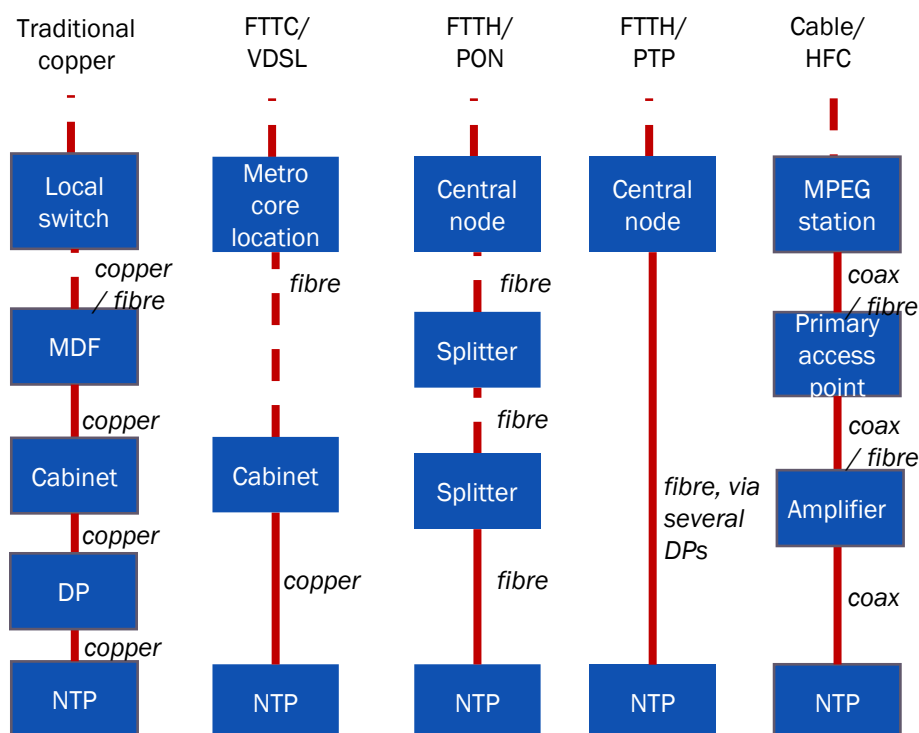 Traditional
copper
FTTC/
VDSL
FTTH/
PON
FTTH/
PTP
Cable/
HFC
Local
switch
copper
/ fibre
MDF
copper
Cabinet
copper
DP
copper
NTP
Metro
core
location
fibre
Cabinet
copper
NTP
Central
node
fibre
Splitter
fibre
Splitter
fibre
NTP
Central
node
fibre, via
several
DPs
NTP
MPEG
station
coax
/ fibre
Primary
access
point
coax
/ fibre
Amplifier
coax
NTP